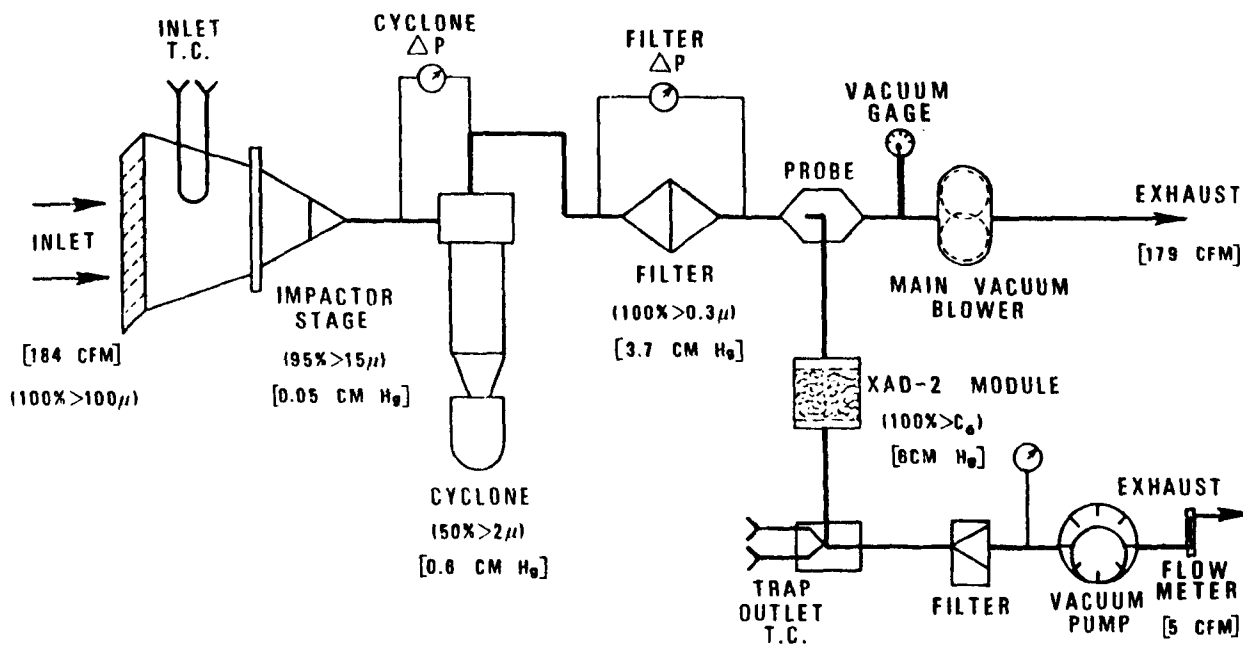 INLET
T.C.
CYCLONE
△P
FILTER
△P
VACUUM
GAGE
PROBE
EXHAUST
[179 CFM]
INLET
[184 CFM]
(100%>100μ)
IMPACTOR
STAGE
(95%>15μ)
[0.05 CM Hg]
CYCLONE
(50%>2μ)
[0.6 CM Hg]
FILTER
(100%>0.3μ)
[3.7 CM Hg]
MAIN VACUUM
BLOWER
XAD-2 MODULE
(100%>C₆)
[6CM Hg]
TRAP
OUTLET
T.C.
FILTER
VACUUM
PUMP
EXHAUST
FLOW
METER
[5 CFM]